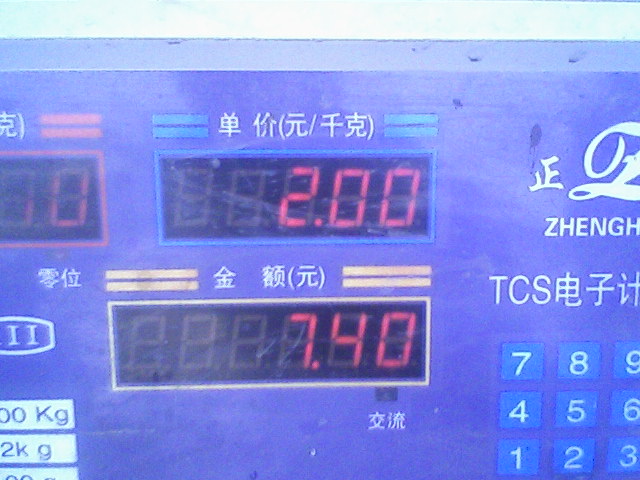 克)
单 价(元/千克)
10
2.00
正
ZHENGH
零位
金 额(元)
TCS电子计
II
7.40
7 8 9
交流
00 Kg
4 5 6
2k g
1 2 3